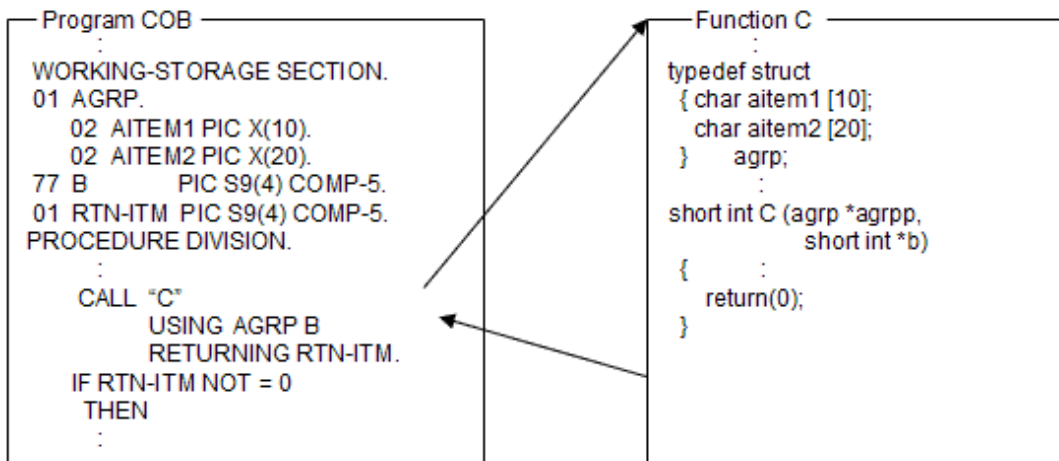 Program COB
:
WORKING-STORAGE SECTION.
01 AGRP.
02 AITEM1 PIC X(10).
02 AITEM2 PIC X(20).
77 B PIC S9(4) COMP-5.
01 RTN-ITM PIC S9(4) COMP-5.
PROCEDURE DIVISION.
:
CALL “C”
USING AGRP B
RETURNING RTN-ITM.
IF RTN-ITM NOT = 0
THEN
:
Function C
:
typedef struct
{ char aitem1 [10];
char aitem2 [20];
} agrp;
:
short int C (agrp *agrpp,
short int *b)
{ :
return(0);
}